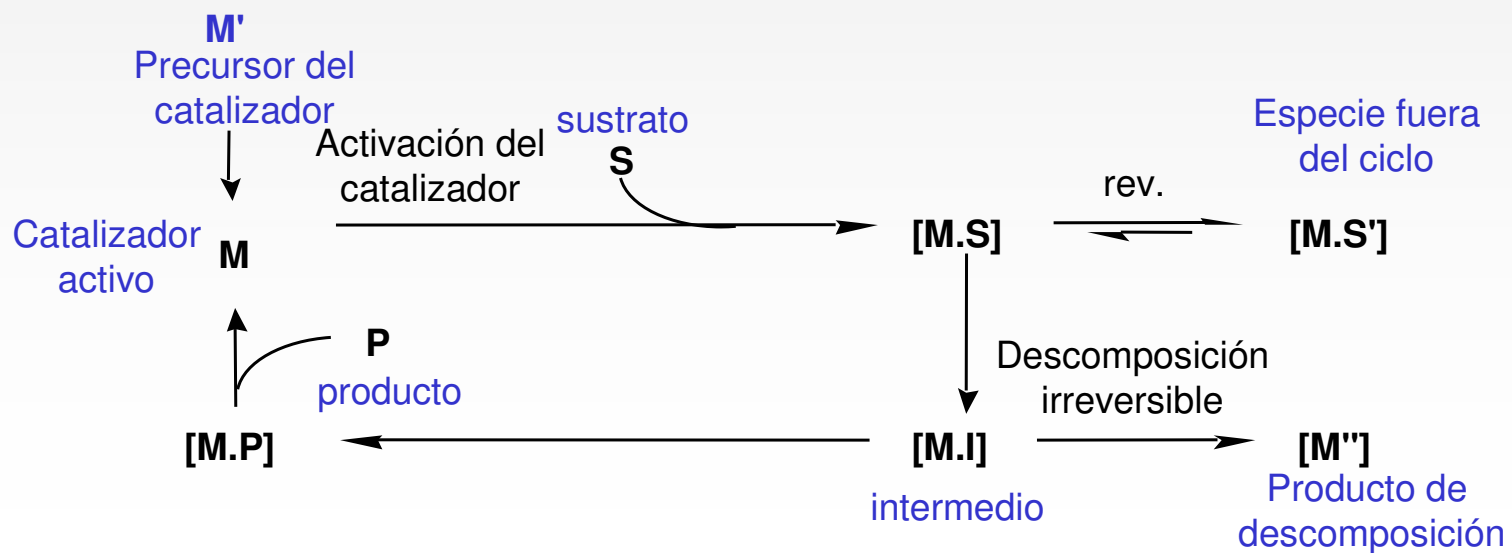 M'
Precursor del
catalizador
Activación del
catalizador
sustrato
S
Especie fuera
del ciclo
rev.
Catalizador
activo
M
[M.S]
[M.S']
P
producto
Descomposición
irreversible
[M.P]
[M.I]
intermedio
[M"]
Producto de
descomposición